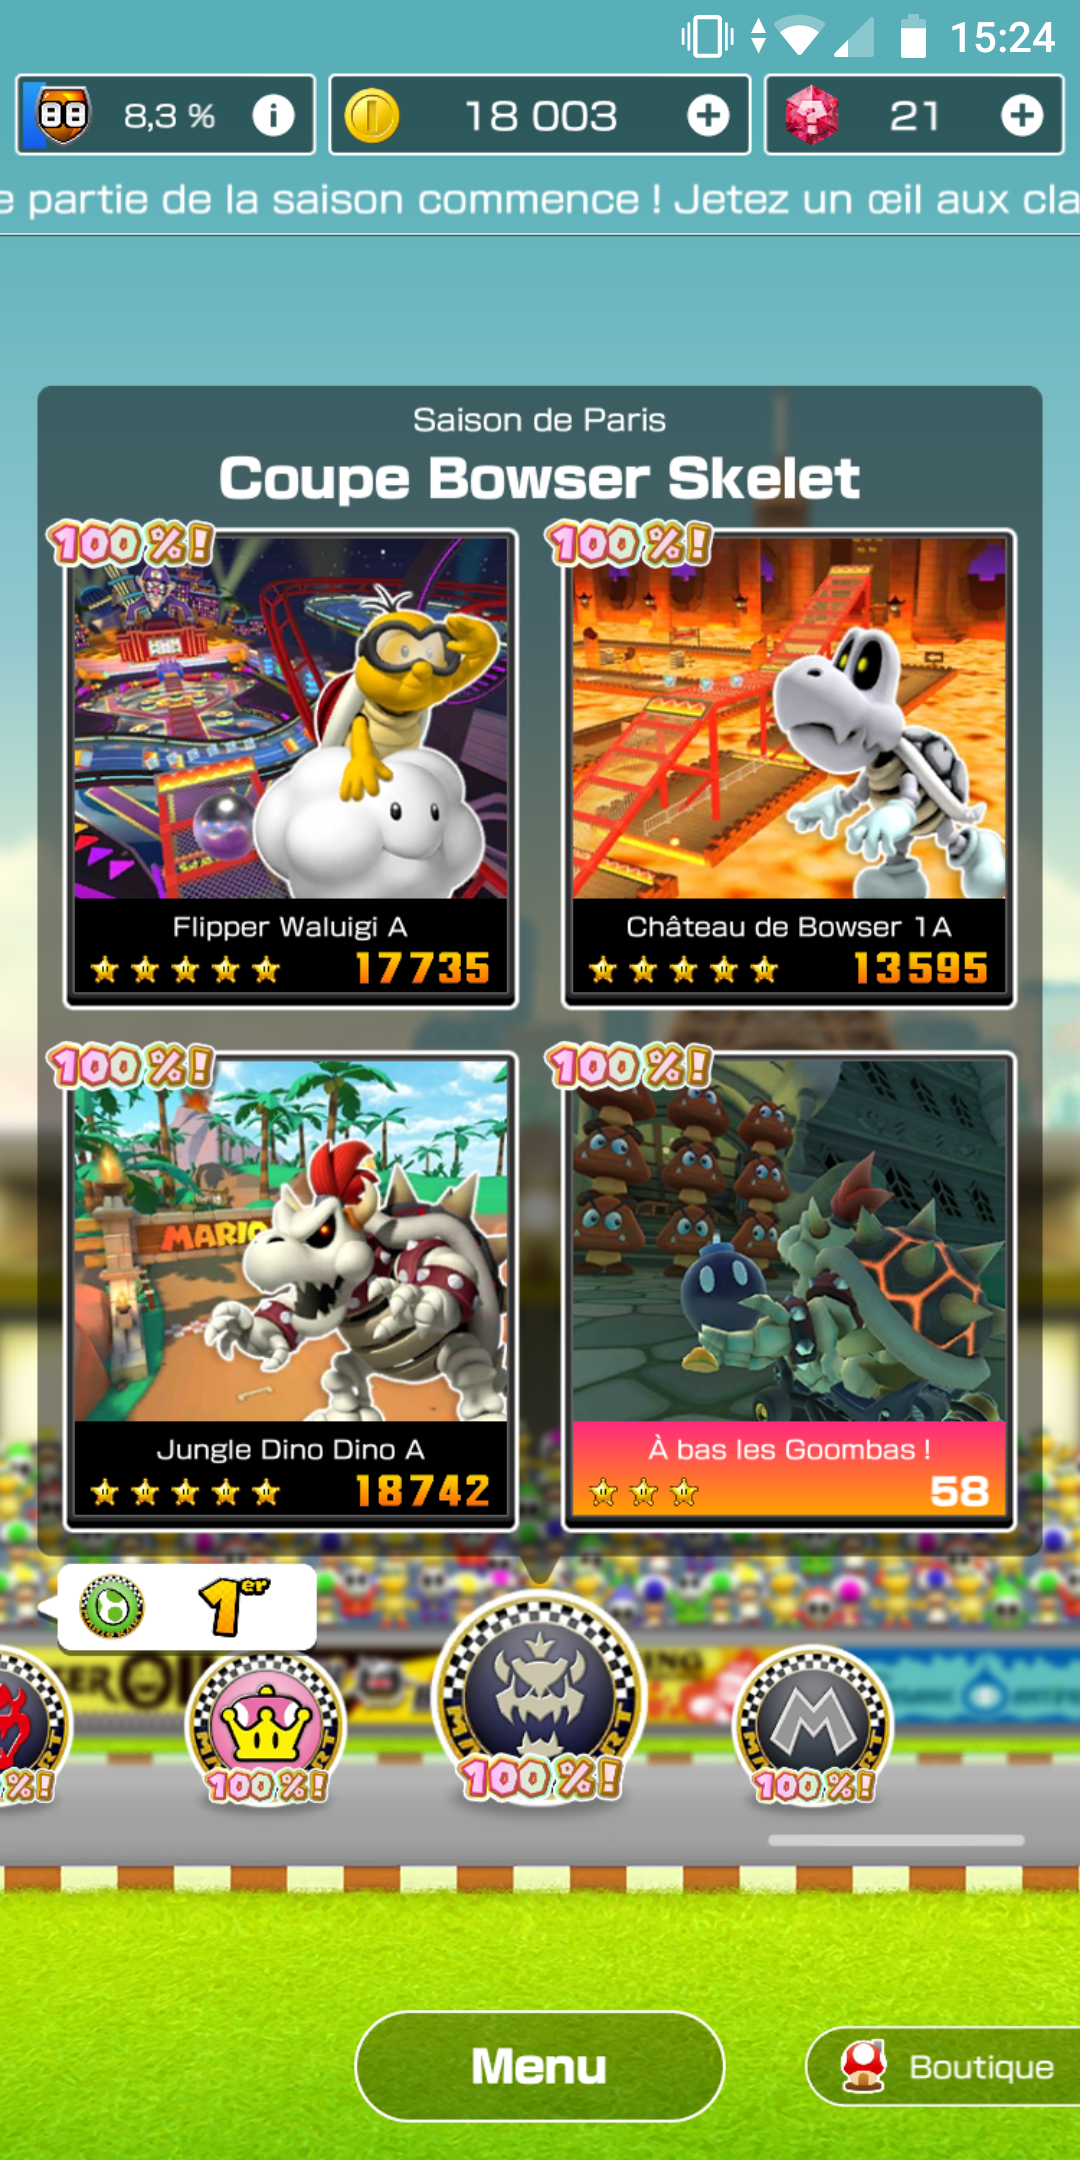 15:24
88 8,3 % i
18 003
21
e partie de la saison commence ! Jetez un œil aux cla
Saison de Paris
Coupe Bowser Skelet
100 %!
100 %!
Flipper Waluigi A
17735
Château de Bowser 1A
13595
100 %!
100 %!
MARIO
Jungle Dino Dino A
18742
À bas les Goombas !
58
1er
%!
100 %!
100 %!
M
100 %!
Menu
Boutique